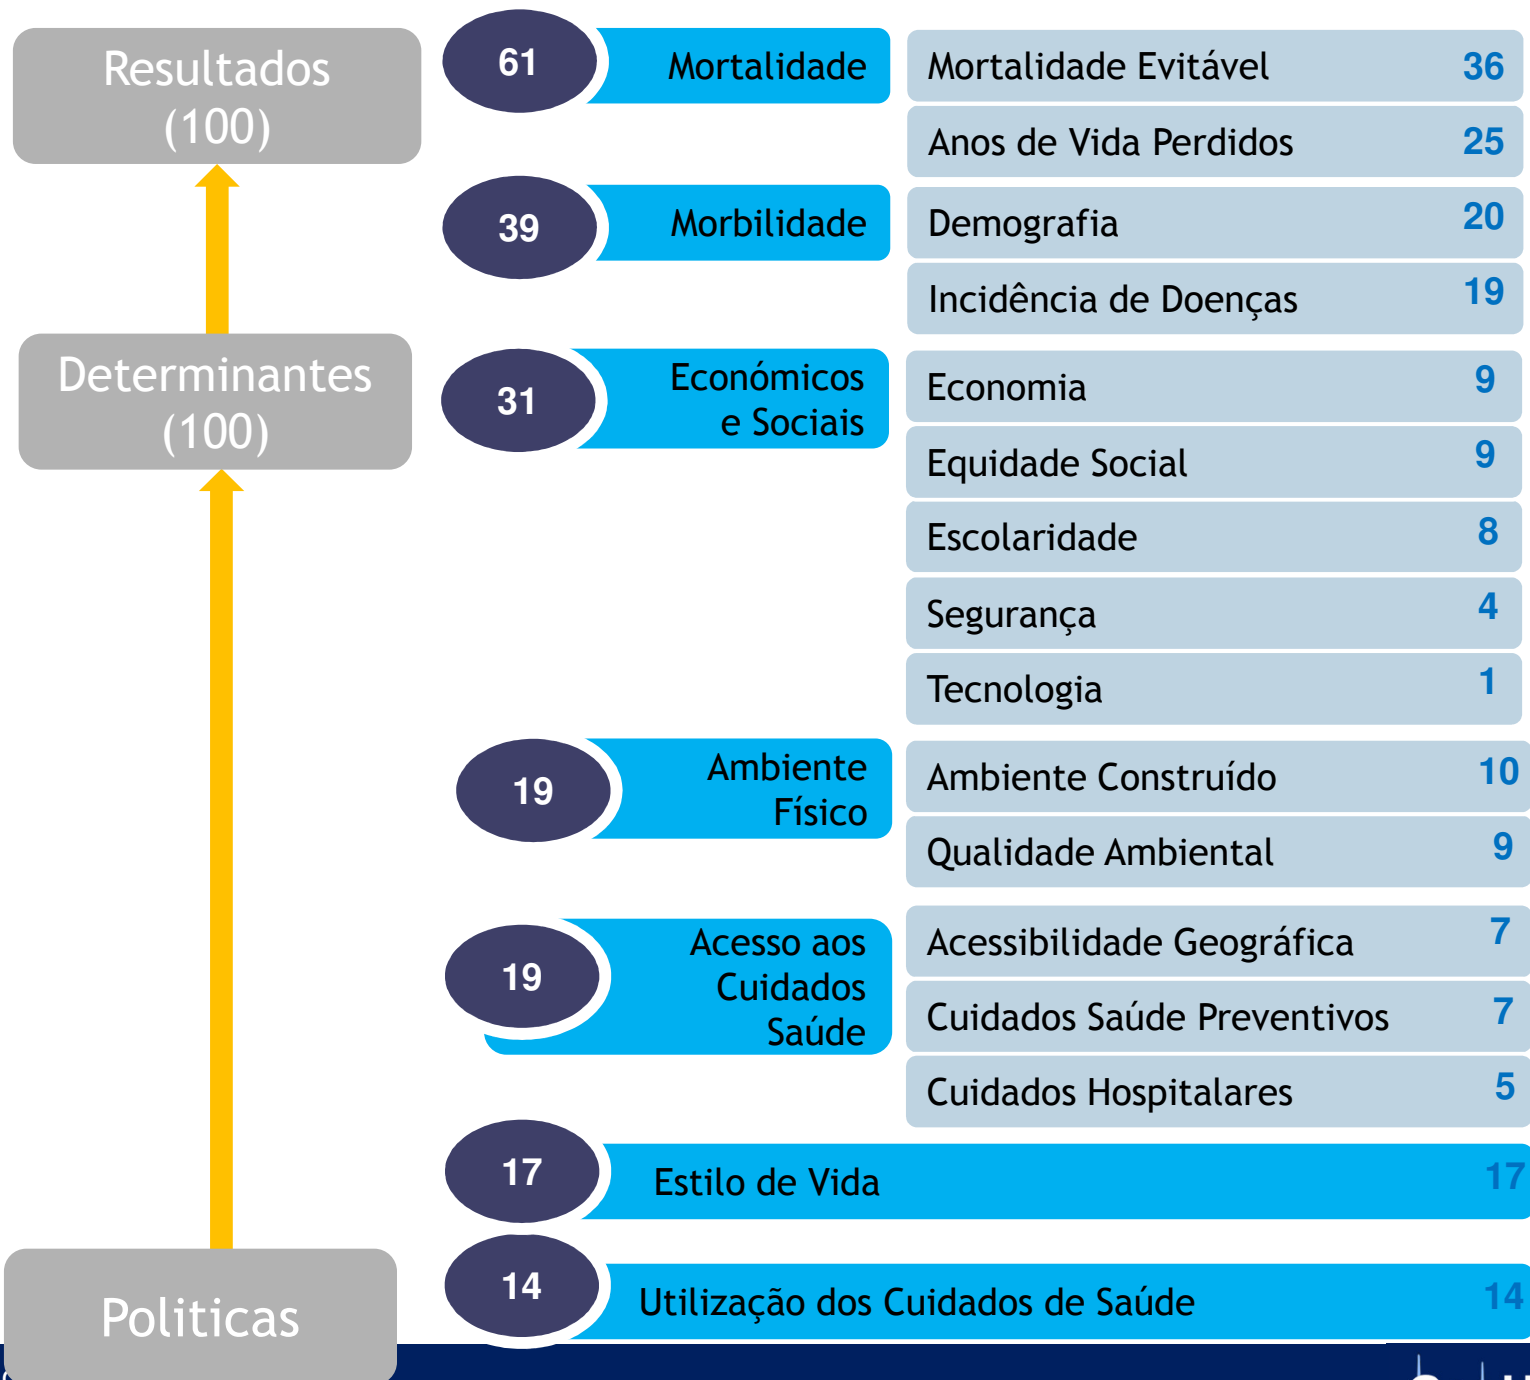 Resultados
(100)
61
Mortalidade
Mortalidade Evitável 36
Anos de Vida Perdidos 25
39
Morbilidade
Demografia 20
Incidência de Doenças 19
Determinantes
(100)
31
Económicos
e Sociais
Economia 9
Equidade Social 9
Escolaridade 8
Segurança 4
Tecnologia 1
19
Ambiente
Físico
Ambiente Construído 10
Qualidade Ambiental 9
19
Acesso aos
Cuidados
Saúde
Acessibilidade Geográfica 7
Cuidados Saúde Preventivos 7
Cuidados Hospitalares 5
17
Estilo de Vida 17
14
Utilização dos Cuidados de Saúde 14
Politicas